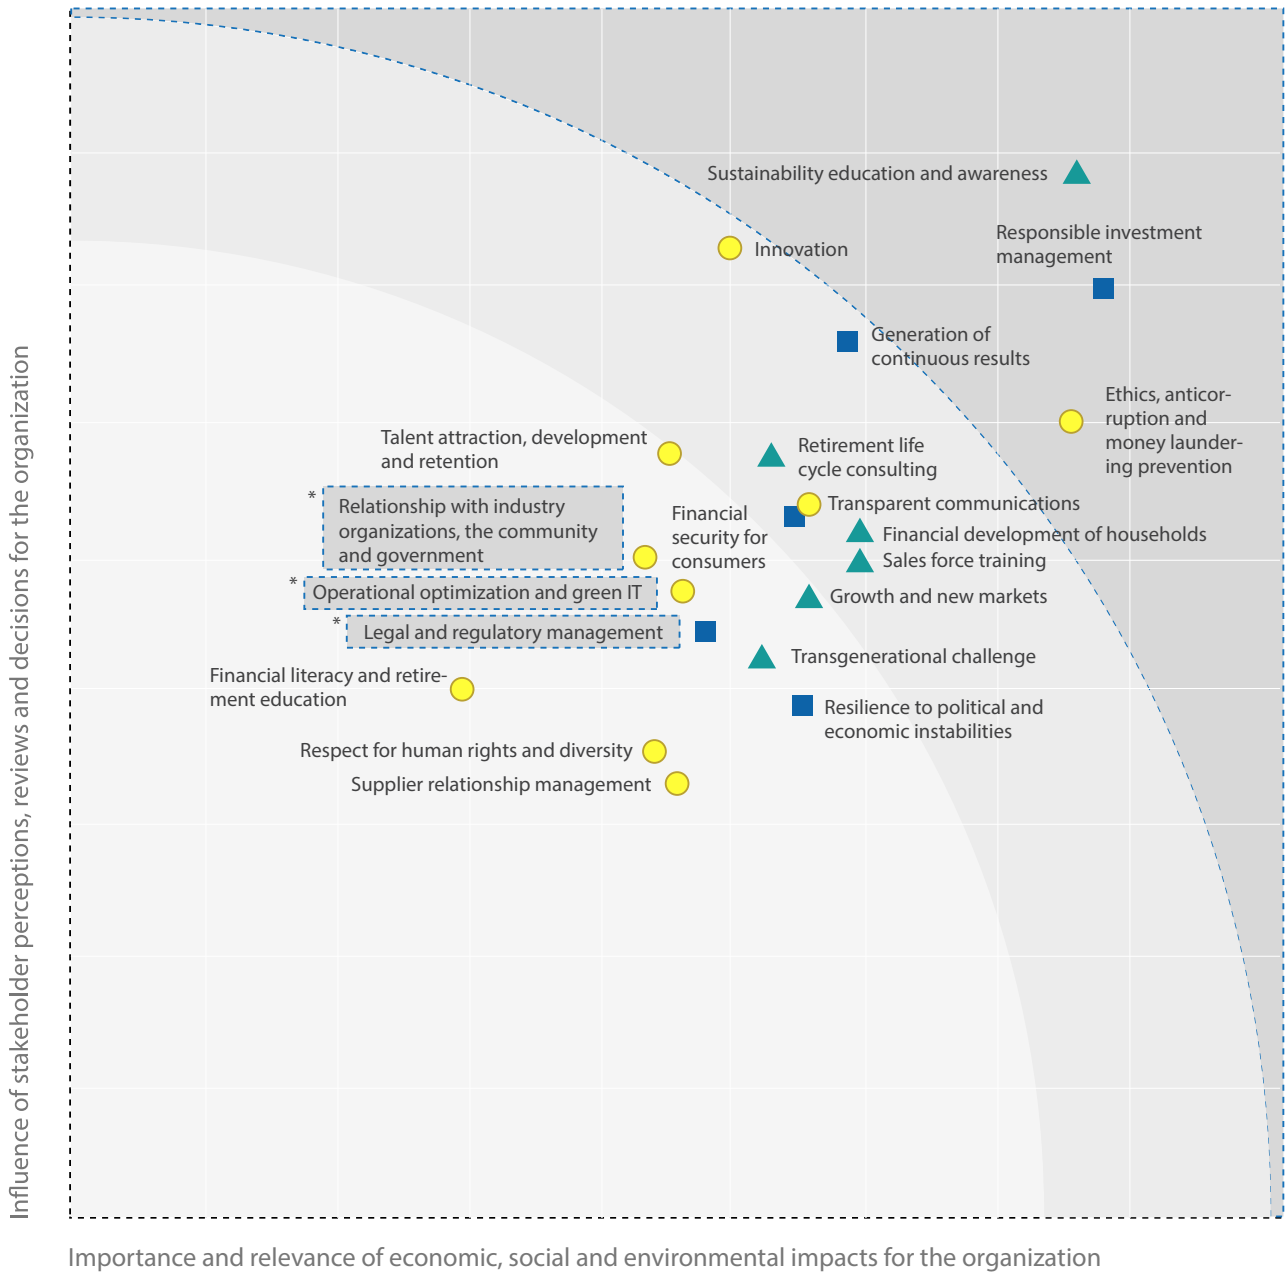 Influence of stakeholder perceptions, reviews and decisions for the organization
Sustainability education and awareness
Responsible investment
management
Innovation
Generation of
continuous results
Ethics, anticor-
ruption and
money launder-
ing prevention
Talent attraction, development
and retention
Retirement life
cycle consulting
*
Relationship with industry
organizations, the community
and government
Financial
security for
consumers
Transparent communications
Financial development of households
Sales force training
*
Operational optimization and green IT
Growth and new markets
*
Legal and regulatory management
Transgenerational challenge
Financial literacy and retire-
ment education
Resilience to political and
economic instabilities
Respect for human rights and diversity
Supplier relationship management
Importance and relevance of economic, social and environmental impacts for the organization